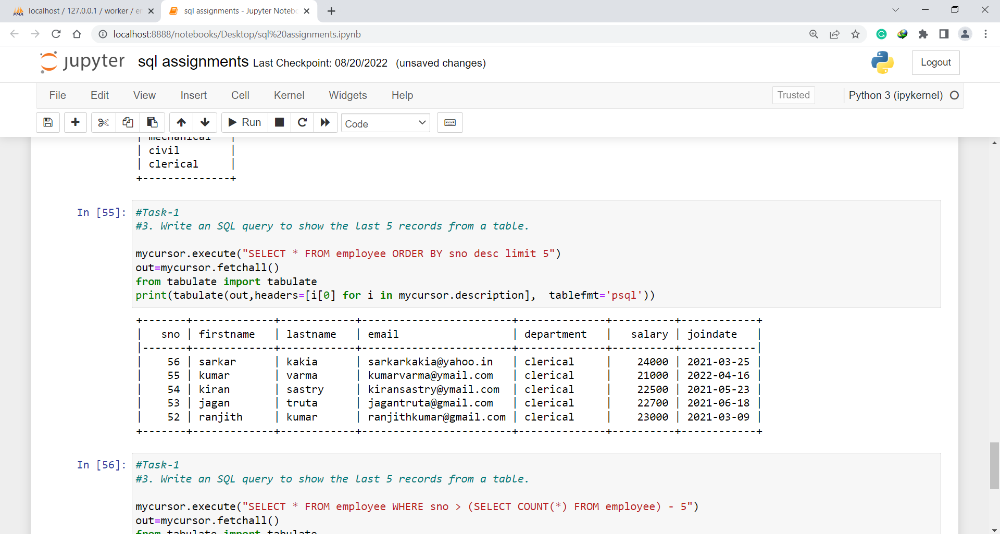 PMA localhost / 127.0.0.1 / worker / em
sql assignments - Jupyter Notebo
localhost:8888/notebooks/Desktop/sql%20assignments.ipynb
jupyter sql assignments Last Checkpoint: 08/20/2022 (unsaved changes)
Logout
File Edit View Insert Cell Kernel Widgets Help
Trusted
Python 3 (ipykernel)
Run
Code
| mechanical |
| civil |
| clerical |
+--------------+
In [55]:
#Task-1
#3. Write an SQL query to show the last 5 records from a table.
mycursor.execute("SELECT * FROM employee ORDER BY sno desc limit 5")
out=mycursor.fetchall()
from tabulate import tabulate
print(tabulate(out,headers=[i[0] for i in mycursor.description],  tablefmt='psql'))
+-------+-------------+------------+------------------------+--------------+----------+------------+
|   sno | firstname   | lastname   | email                  | department   |   salary | joindate   |
|-------+-------------+------------+------------------------+--------------+----------+------------|
|    56 | sarkar      | kakia      | sarkarkakia@yahoo.in   | clerical     |    24000 | 2021-03-25 |
|    55 | kumar       | varma      | kumarvarma@ymail.com   | clerical     |    21000 | 2022-04-16 |
|    54 | kiran       | sastry     | kiransastry@ymail.com  | clerical     |    22500 | 2021-05-23 |
|    53 | jagan       | truta      | jagantruta@gmail.com   | clerical     |    22700 | 2021-06-18 |
|    52 | ranjith     | kumar      | ranjithkumar@gmail.com | clerical     |    23000 | 2021-03-09 |
+-------+-------------+------------+------------------------+--------------+----------+------------+
In [56]:
#Task-1
#3. Write an SQL query to show the last 5 records from a table.
mycursor.execute("SELECT * FROM employee WHERE sno > (SELECT COUNT(*) FROM employee) - 5")
out=mycursor.fetchall()
from tabulate import tabulate